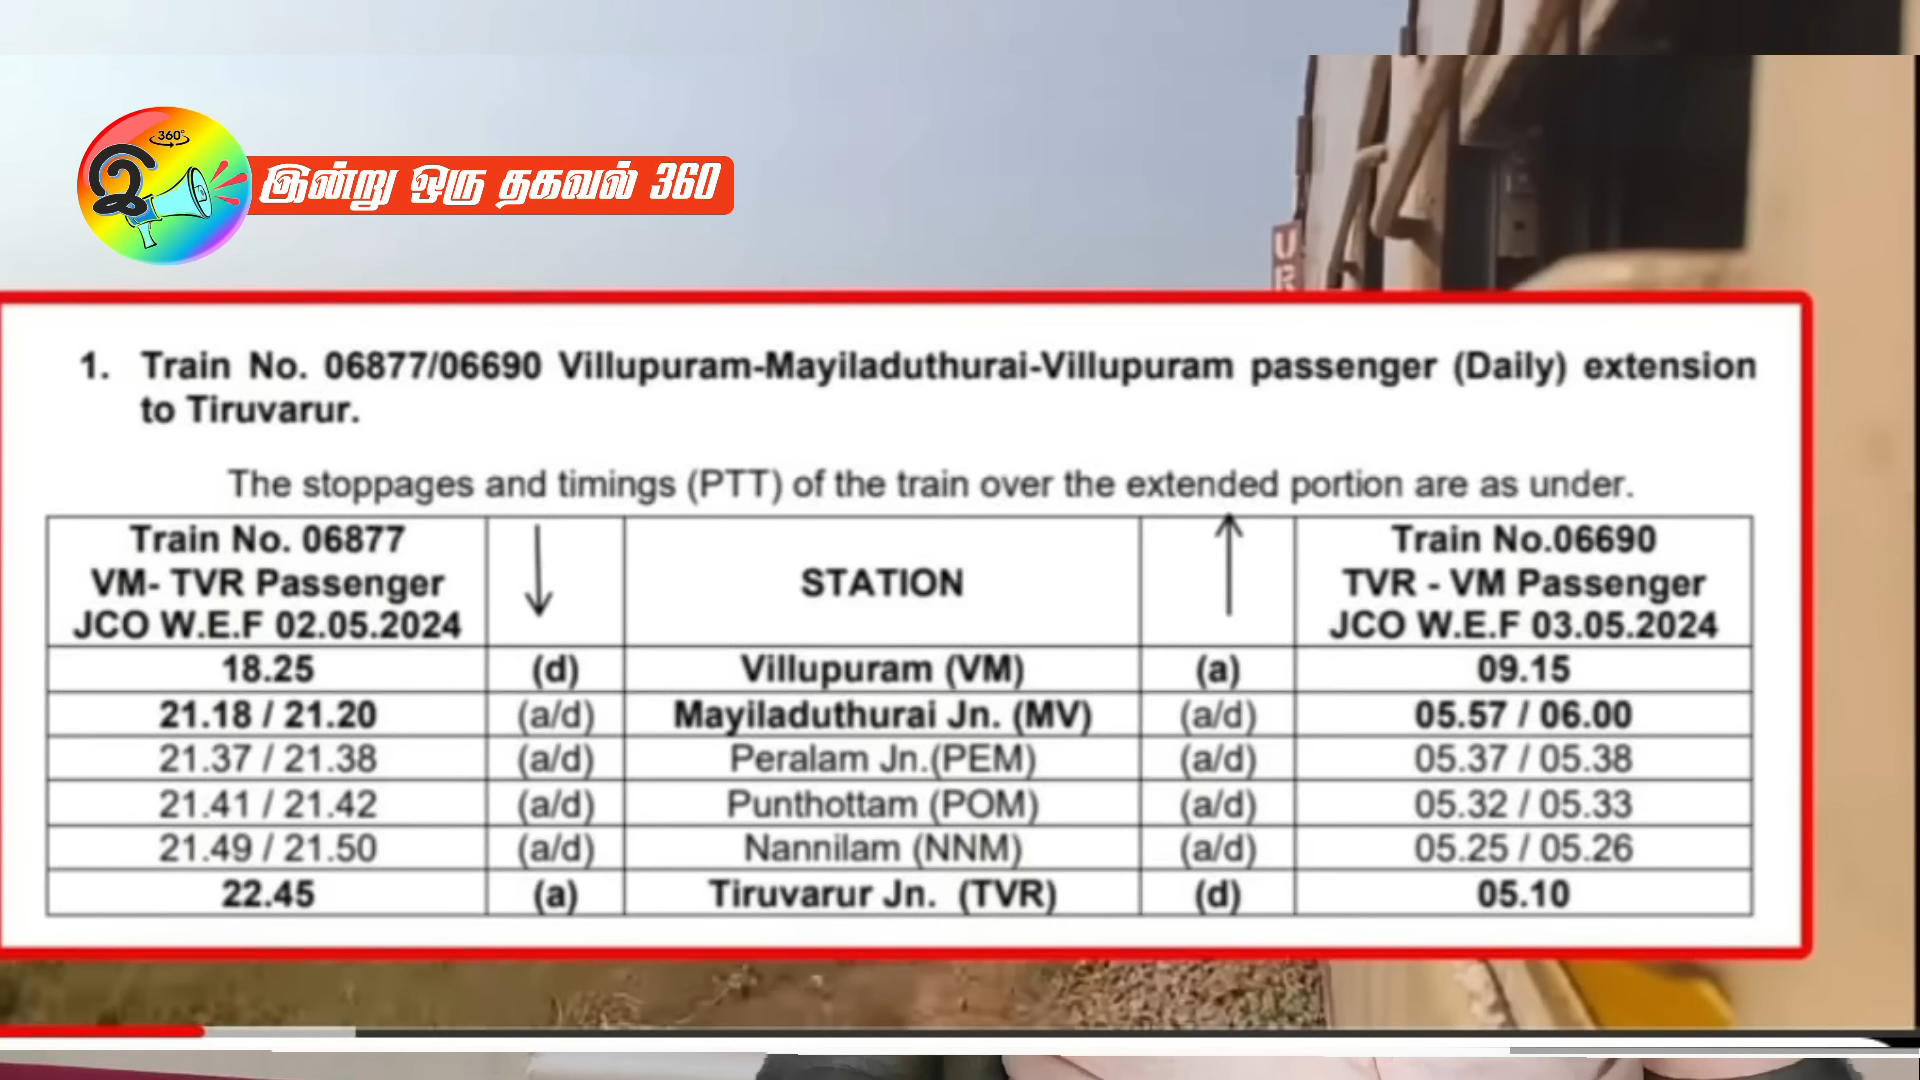 360°
இ
இன்று ஒரு தகவல் 360
U
1. Train No. 06877/06690 Villupuram-Mayiladuthurai-Villupuram passenger (Daily) extension
to Tiruvarur.
The stoppages and timings (PTT) of the train over the extended portion are as under.
Train No. 06877
VM- TVR Passenger
JCO W.E.F 02.05.2024
STATION
Train No.06690
TVR - VM Passenger
JCO W.E.F 03.05.2024
18.25 (d) Villupuram (VM) (a) 09.15
21.18 / 21.20 (a/d) Mayiladuthurai Jn. (MV) (a/d) 05.57 / 06.00
21.37 / 21.38 (a/d) Peralam Jn.(PEM) (a/d) 05.37 / 05.38
21.41 / 21.42 (a/d) Punthottam (POM) (a/d) 05.32 / 05.33
21.49 / 21.50 (a/d) Nannilam (NNM) (a/d) 05.25 / 05.26
22.45 (a) Tiruvarur Jn. (TVR) (d) 05.10